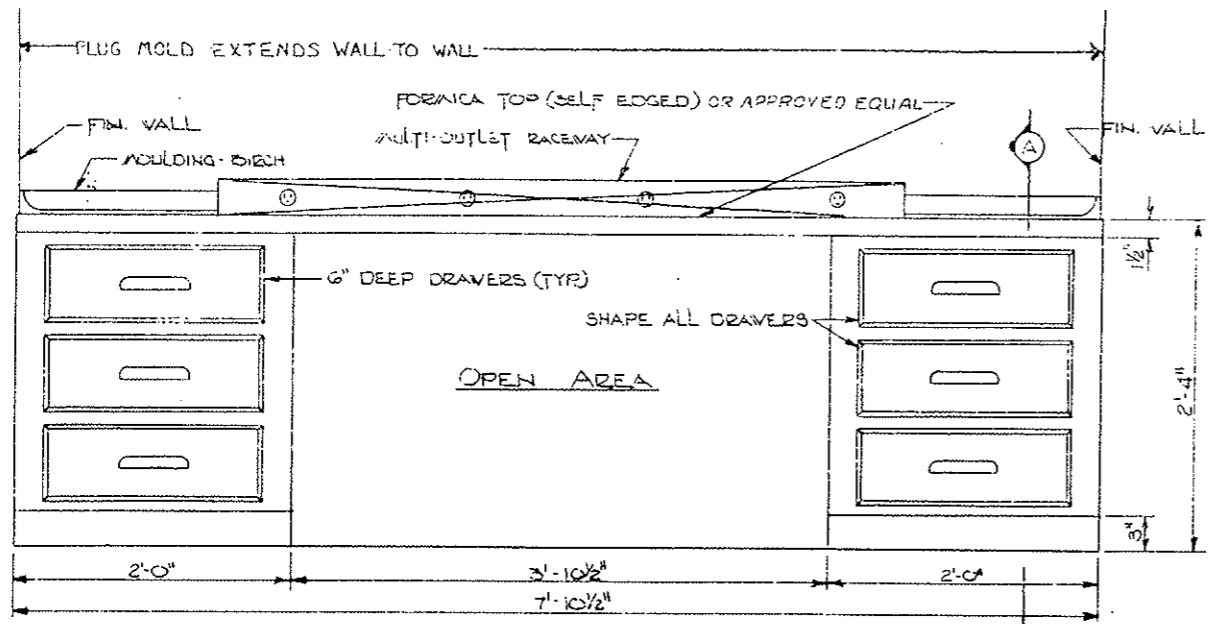 PLUG MOLD EXTENDS WALL TO WALL
FORMICA TOP (SELF EDGED) OR APPROVED EQUAL
FIN. WALL
MULTI-OUTLET RACEWAY
A
FIN. WALL
MOULDING-BIRCH
1½"
6" DEEP DRAWERS (TYP.)
SHAPE ALL DRAWERS
OPEN AREA
2'-4"
3"
2'-0"
3'-10½"
2'-0"
7'-10½"